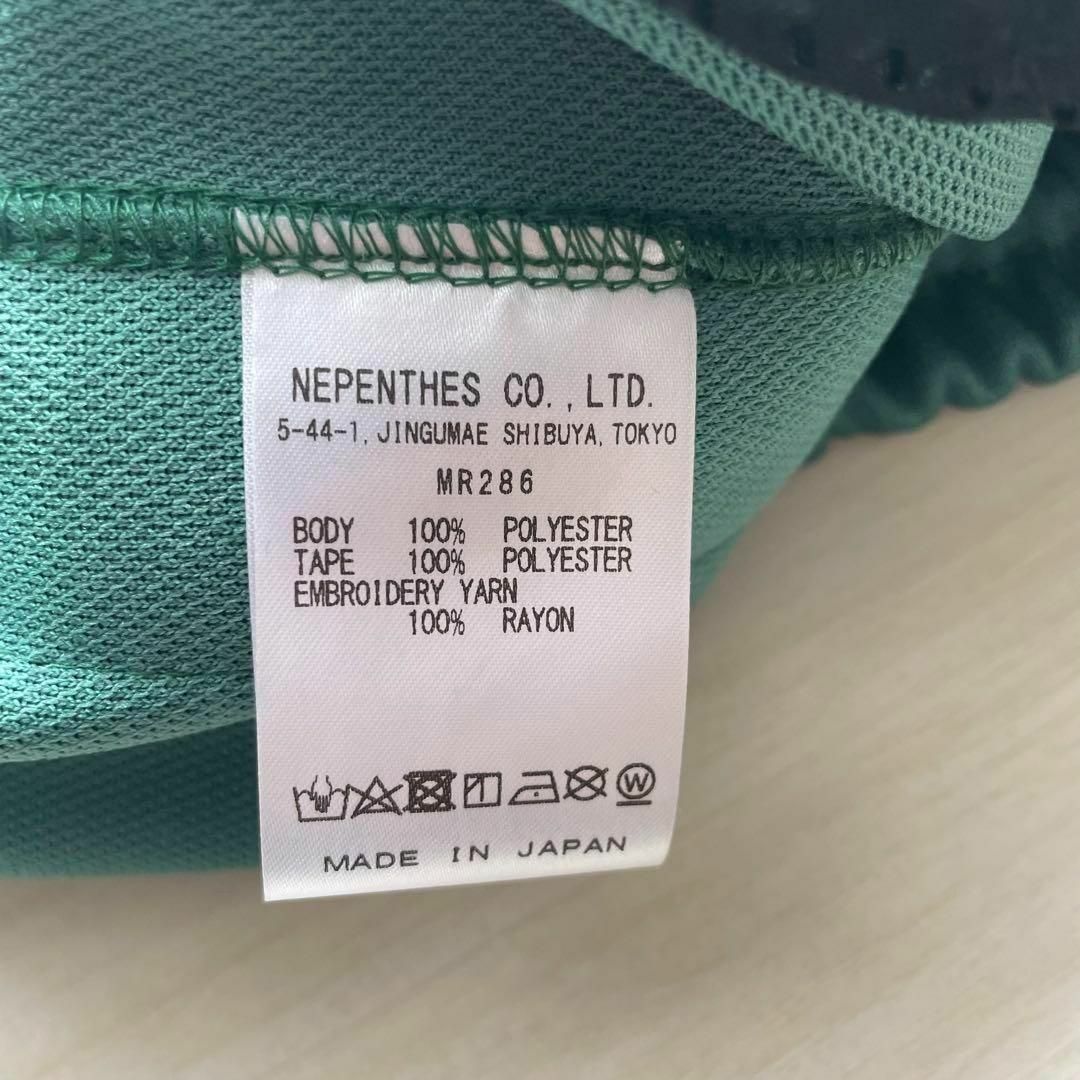 NEPENTHES CO., LTD.
5-44-1, JINGUMAE SHIBUYA, TOKYO
MR286
BODY 100% POLYESTER
TAPE 100% POLYESTER
EMBROIDERY YARN
100% RAYON
W
MADE IN JAPAN